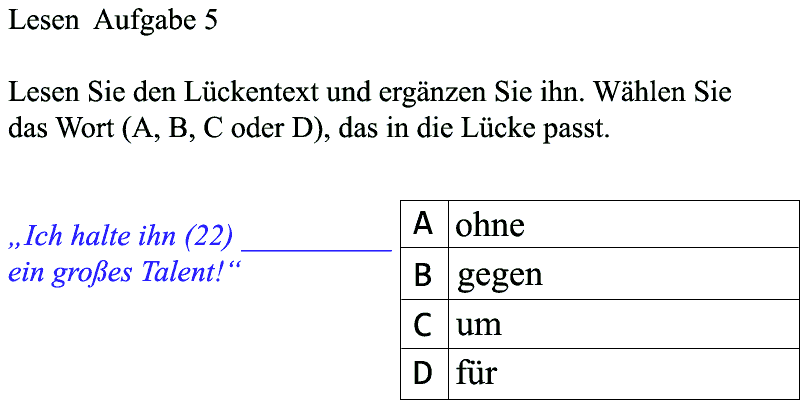 Lesen Aufgabe 5
Lesen Sie den Lückentext und ergänzen Sie ihn. Wählen Sie
das Wort (A, B, C oder D), das in die Lücke passt.
„Ich halte ihn (22) __________
ein großes Talent!“
A ohne
B gegen
C um
D für